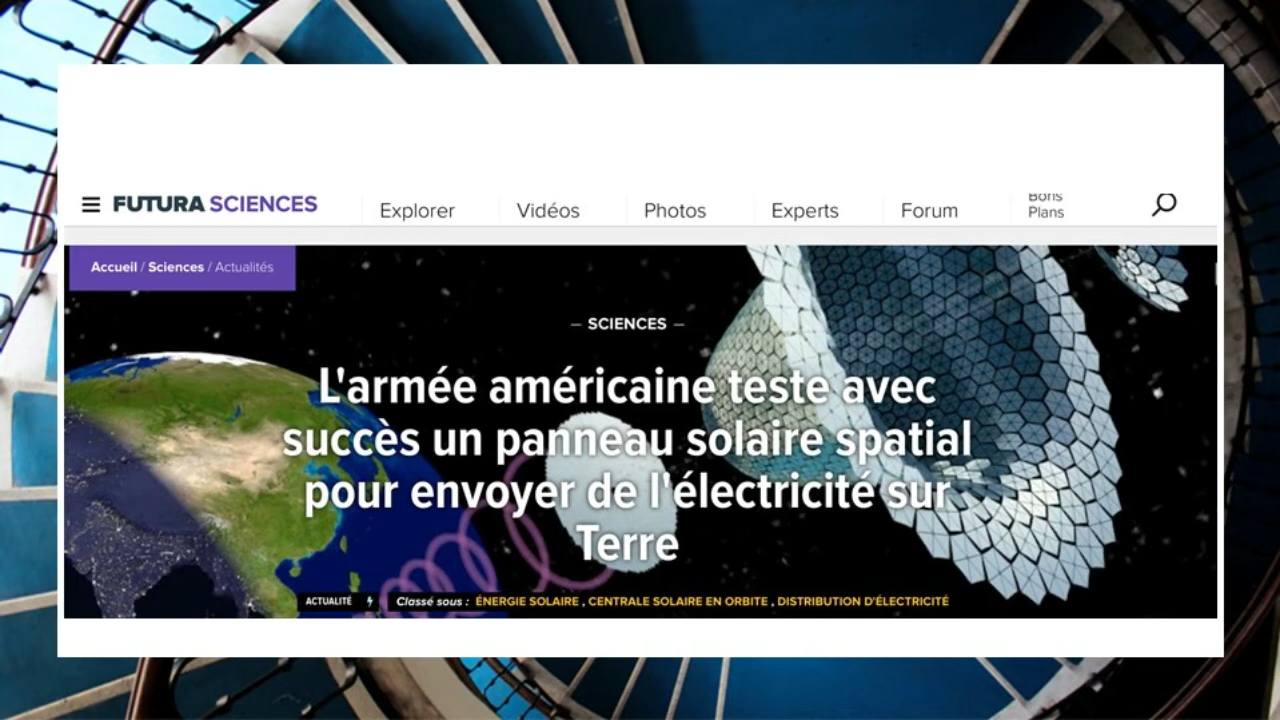 FUTURA SCIENCES
Explorer
Vidéos
Photos
Experts
Forum
Bons
Plans
Accueil / Sciences / Actualités
– SCIENCES –
L'armée américaine teste avec
succès un panneau solaire spatial
pour envoyer de l'électricité sur
Terre
ACTUALITÉ
Classé sous : ÉNERGIE SOLAIRE , CENTRALE SOLAIRE EN ORBITE , DISTRIBUTION D'ÉLECTRICITÉ